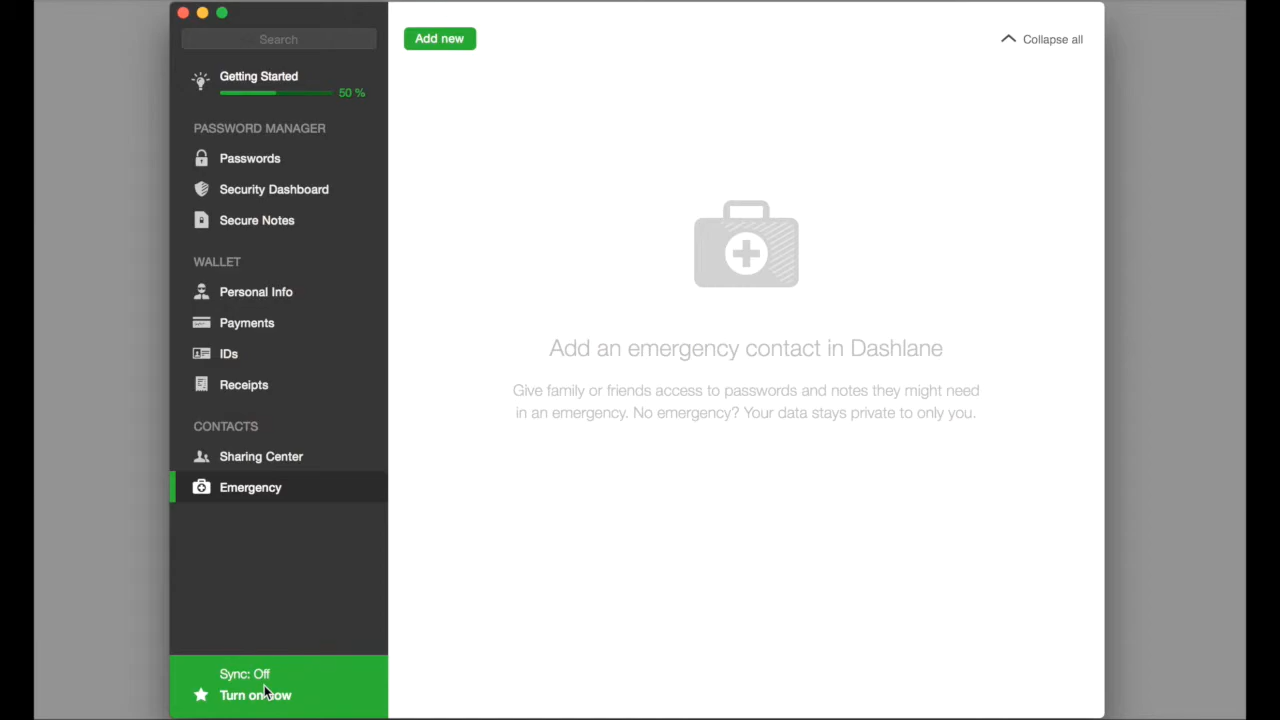 Search
Getting Started
50 %
PASSWORD MANAGER
Passwords
Security Dashboard
Secure Notes
WALLET
Personal Info
Payments
IDs
Receipts
CONTACTS
Sharing Center
Emergency
Sync: Off
Turn on now
Add new
Collapse all
Add an emergency contact in Dashlane
Give family or friends access to passwords and notes they might need
in an emergency. No emergency? Your data stays private to only you.